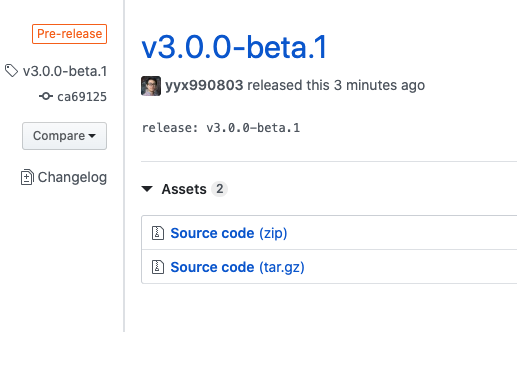 Pre-release
v3.0.0-beta.1
ca69125
Compare
Changelog
v3.0.0-beta.1
yyx990803 released this 3 minutes ago
release: v3.0.0-beta.1
Assets 2
Source code (zip)
Source code (tar.gz)